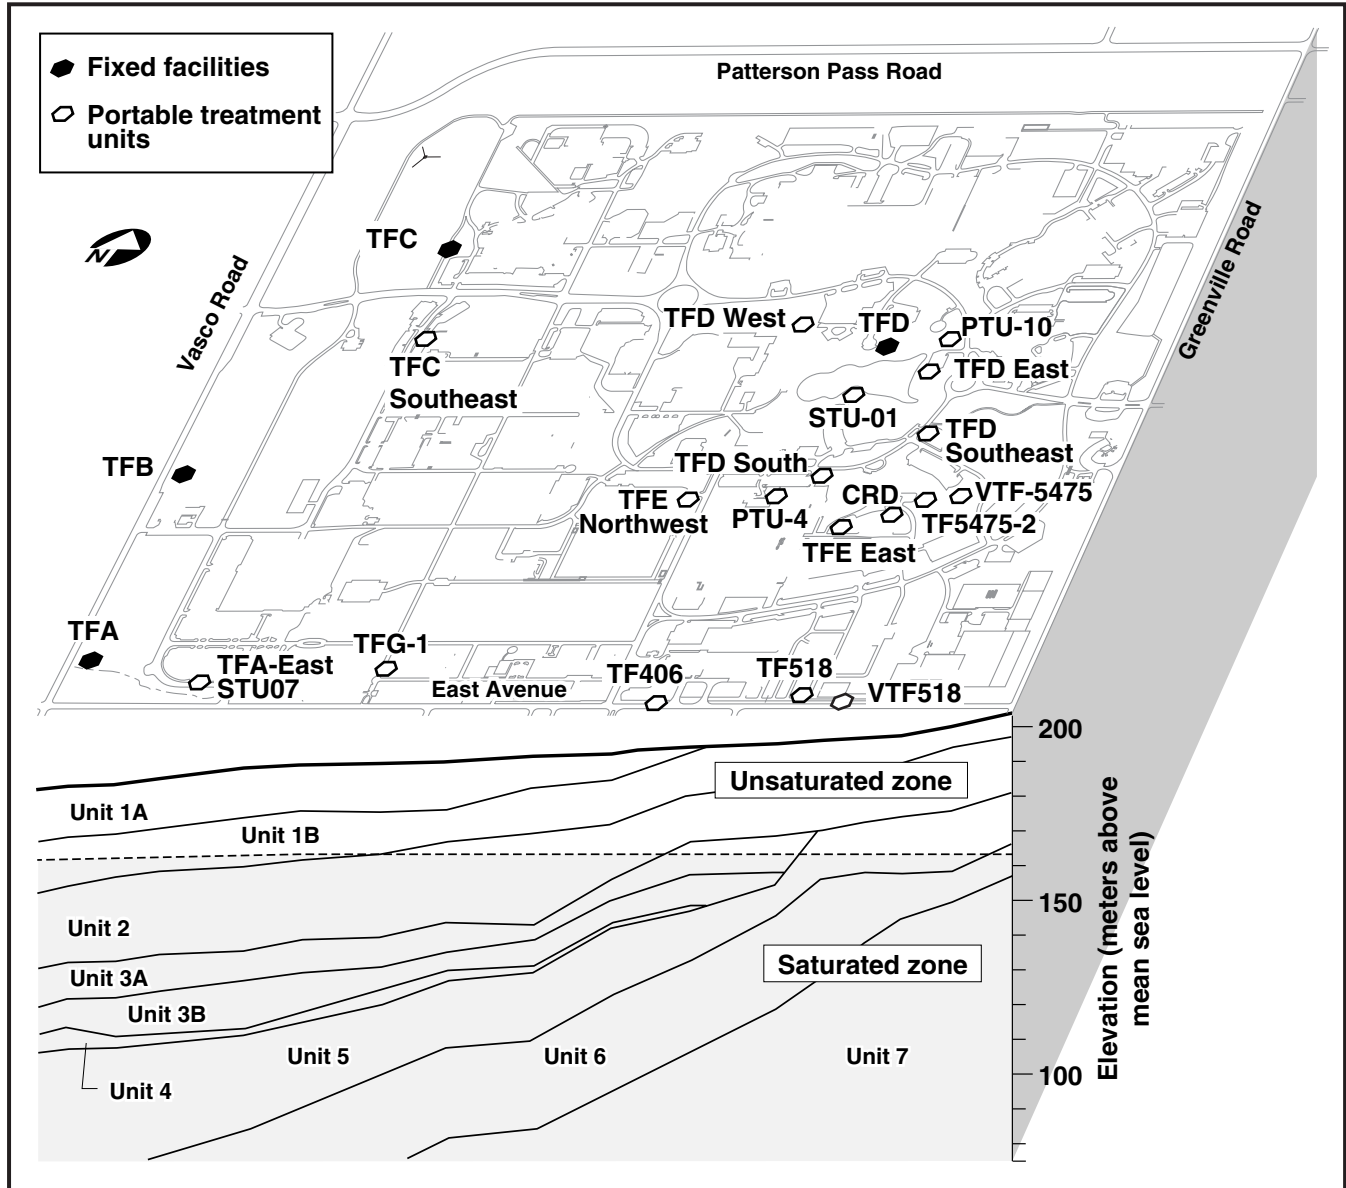 Fixed facilities
Portable treatment
units
Patterson Pass Road
N
Vasco Road
Greenville Road
TFC
TFD West
TFD
PTU-10
TFC
Southeast
TFD East
STU-01
TFD
Southeast
TFB
TFD South
TFE
Northwest
PTU-4
CRD
VTF-5475
TF5475-2
TFE East
TFA
TFG-1
TFA-East
STU07
East Avenue
TF406
TF518
VTF518
200
Unsaturated zone
Unit 1A
Unit 1B
150
Unit 2
Saturated zone
Unit 3A
Unit 3B
Unit 5
Unit 6
Unit 7
Unit 4
100
Elevation (meters above
mean sea level)